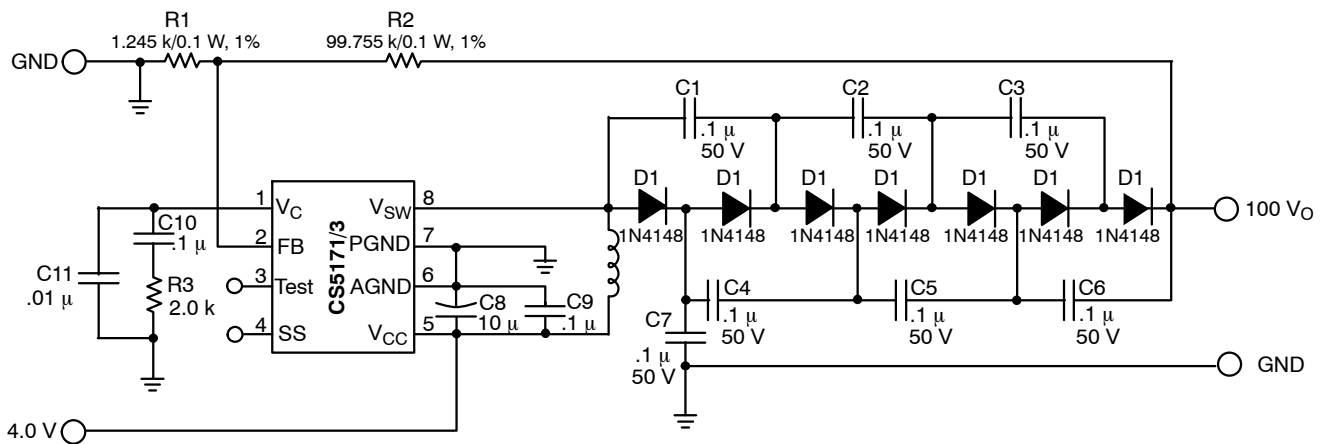 R1
1.245 k/0.1 W, 1%
R2
99.755 k/0.1 W, 1%
GND
C1
.1 μ
50 V
C2
.1 μ
50 V
C3
.1 μ
50 V
D1
1N4148
D1
1N4148
D1
1N4148
D1
1N4148
D1
1N4148
D1
1N4148
D1
1N4148
100 VO
1
VC
2
FB
3
Test
4
SS
CS5171/3
VSW
8
PGND
7
AGND
6
VCC
5
C10
.1 μ
C11
.01 μ
R3
2.0 k
C8
10 μ
C9
.1 μ
C4
.1 μ
50 V
C5
.1 μ
50 V
C6
.1 μ
50 V
C7
.1 μ
50 V
GND
4.0 V